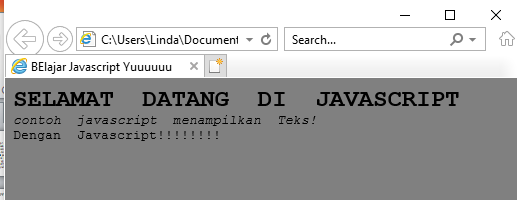 C:\Users\Linda\Document
Search...
BElajar Javascript Yuuuuuu
SELAMAT DATANG DI JAVASCRIPT
contoh javascript menampilkan Teks!
Dengan Javascript!!!!!!!!